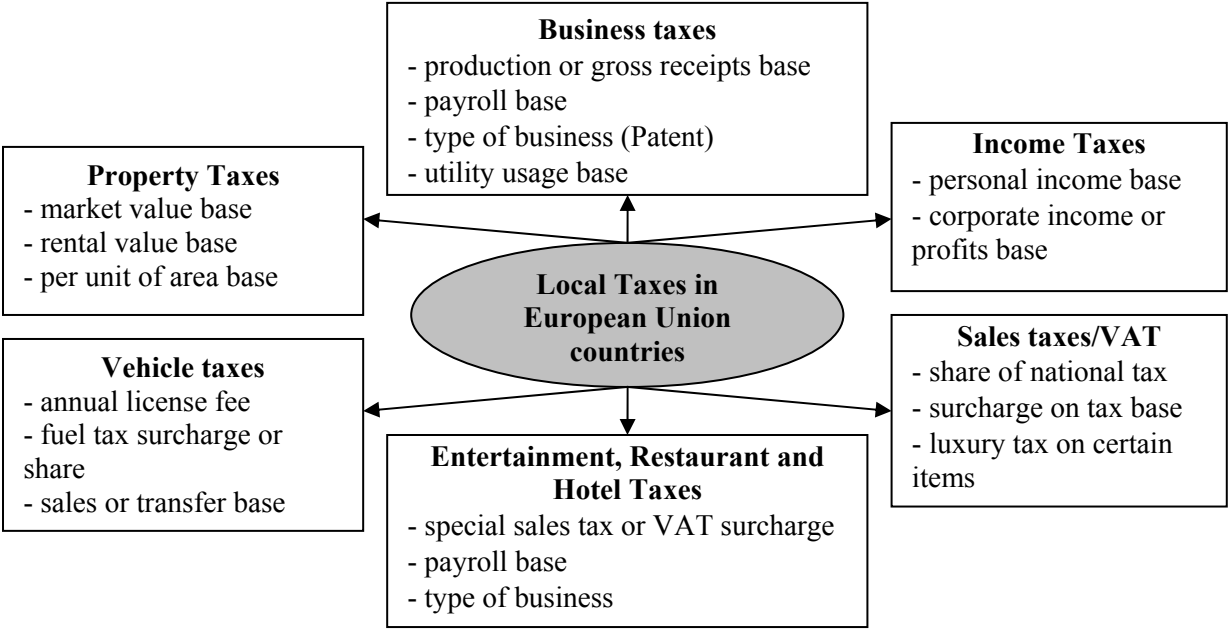 Business taxes
- production or gross receipts base
- payroll base
- type of business (Patent)
- utility usage base
Property Taxes
- market value base
- rental value base
- per unit of area base
Income Taxes
- personal income base
- corporate income or
profits base
Local Taxes in
European Union
countries
Vehicle taxes
- annual license fee
- fuel tax surcharge or
share
- sales or transfer base
Entertainment, Restaurant and
Hotel Taxes
- special sales tax or VAT surcharge
- payroll base
- type of business
Sales taxes/VAT
- share of national tax
- surcharge on tax base
- luxury tax on certain
items